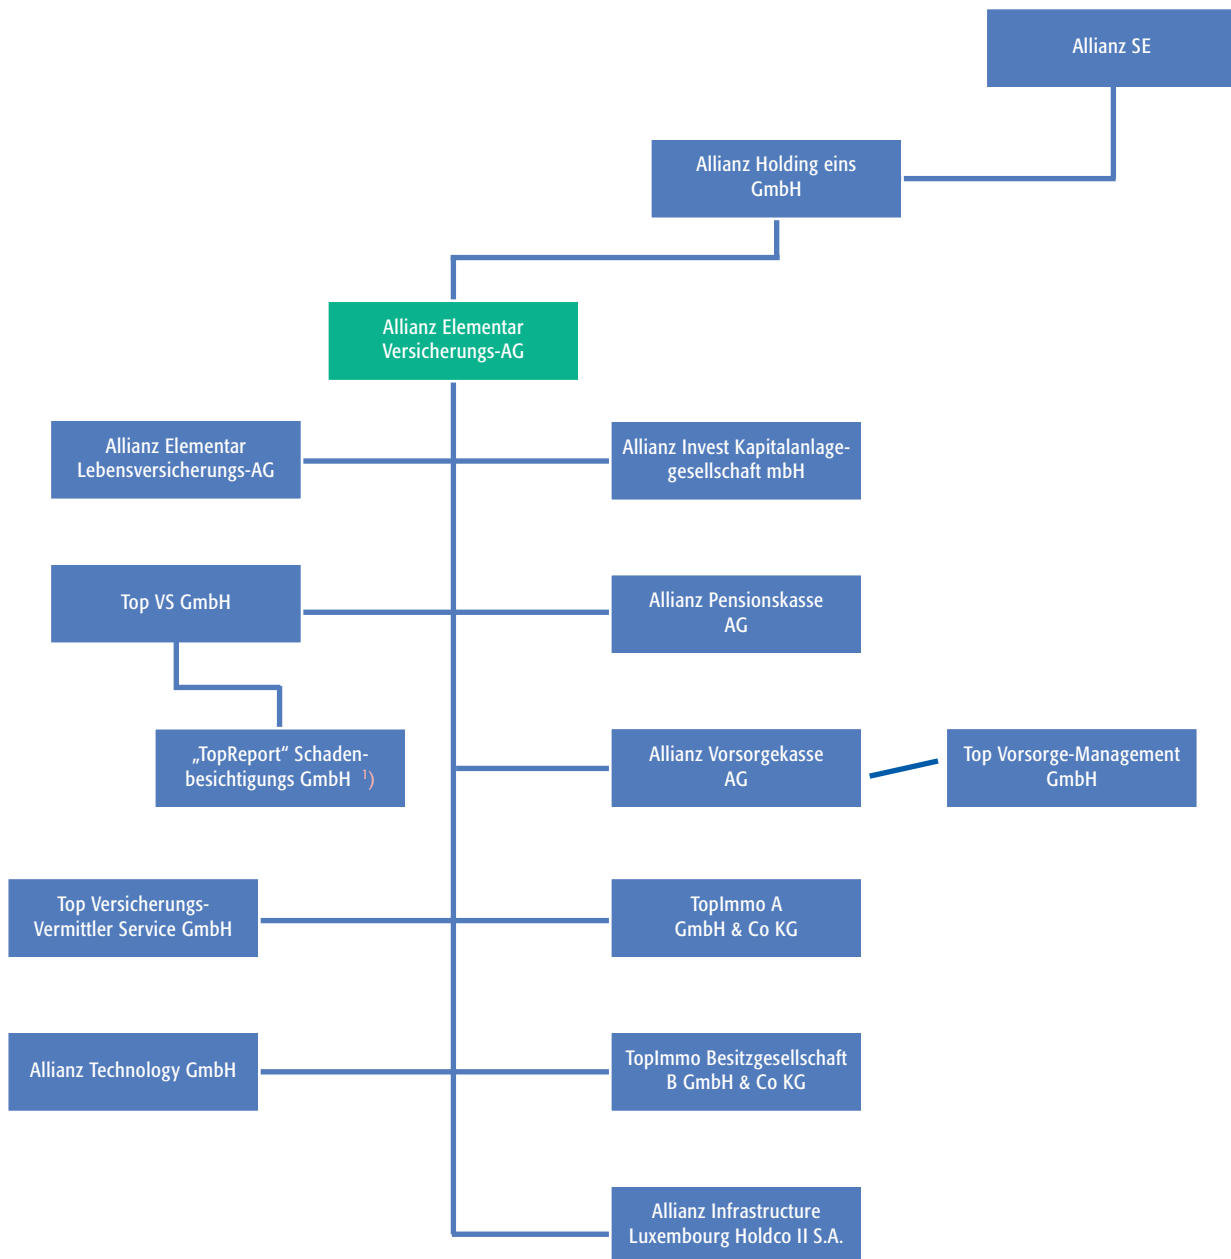 Allianz SE
Allianz Holding eins
GmbH
Allianz Elementar
Versicherungs-AG
Allianz Elementar
Lebensversicherungs-AG
Allianz Invest Kapitalanlage-
gesellschaft mbH
Top VS GmbH
Allianz Pensionskasse
AG
„TopReport“ Schaden-
besichtigungs GmbH ¹)
Allianz Vorsorgekasse
AG
Top Vorsorge-Management
GmbH
Top Versicherungs-
Vermittler Service GmbH
TopImmo A
GmbH & Co KG
Allianz Technology GmbH
TopImmo Besitzgesellschaft
B GmbH & Co KG
Allianz Infrastructure
Luxembourg Holdco II S.A.